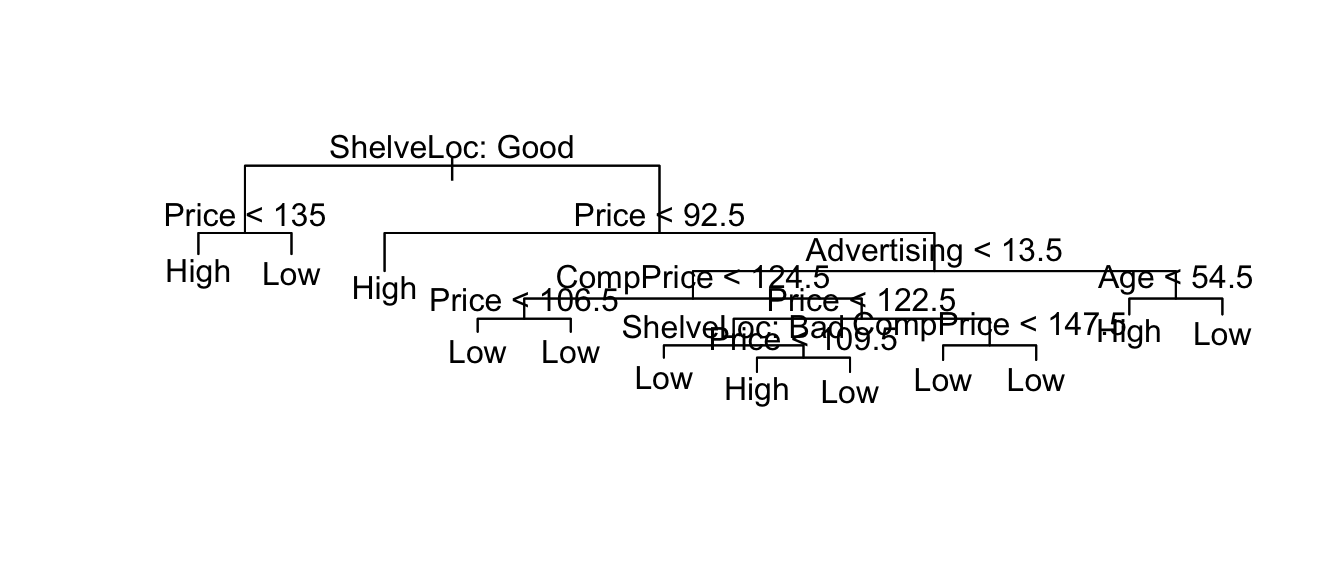 ShelveLoc: Good
Price < 135
Price < 92.5
Advertising < 13.5
High
Low
High
CompPrice < 124.5
Age < 54.5
Price < 106.5
Price < 122.5
ShelveLoc: Bad
CompPrice < 147.5
High
Low
Price < 109.5
Low
Low
Low
High
Low
Low
Low